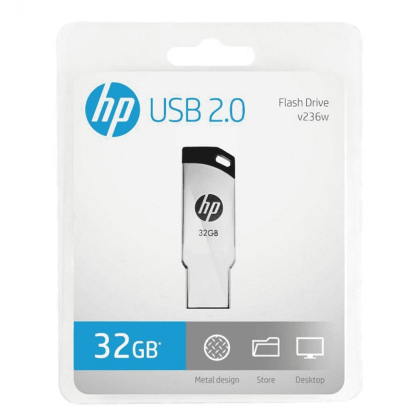 hp
USB 2.0
Flash Drive
v236w
hp
32GB
32GB*
Metal design
Store
Desktop